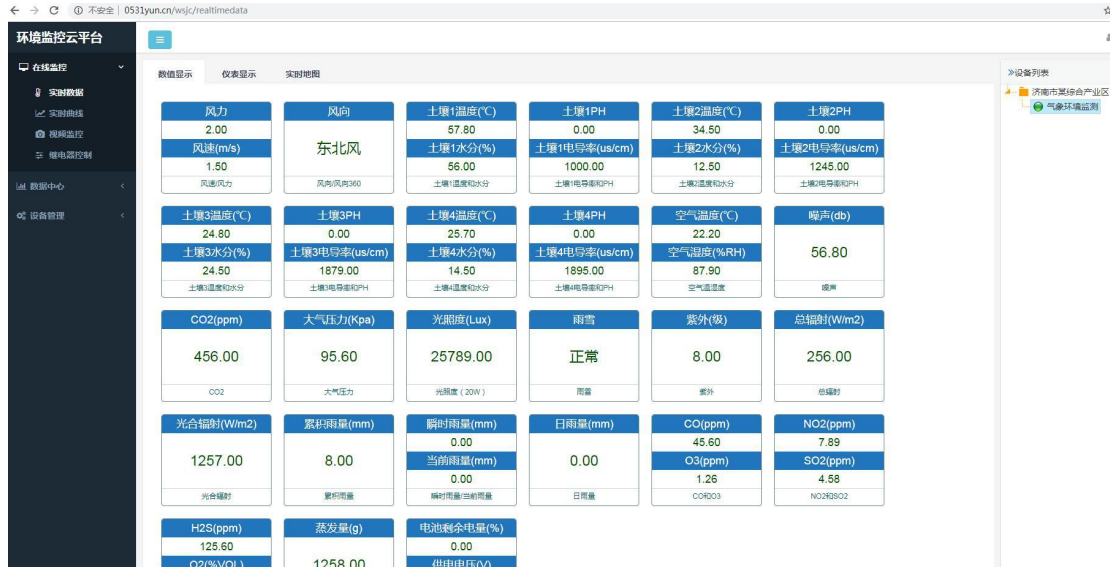 不安全 | 0531yun.cn/wsjc/realtimedata
环境监控云平台
在线监控
实时数据
实时曲线
视频监控
继电器控制
数据中心
设备管理
数值显示 仪表显示 实时地图
风力 风向 土壤1温度(℃) 土壤1PH 土壤2温度(℃) 土壤2PH
2.00 57.80 0.00 34.50 0.00
风速(m/s) 东北风 土壤1水分(%) 土壤1电导率(us/cm) 土壤2水分(%) 土壤2电导率(us/cm)
1.50 56.00 1000.00 12.50 1245.00
风速/风力 风向/风向360 土壤1温度和水分 土壤1电导率和PH 土壤2温度和水分 土壤2电导率和PH
土壤3温度(℃) 土壤3PH 土壤4温度(℃) 土壤4PH 空气温度(℃) 噪声(db)
24.80 0.00 25.70 0.00 22.20
土壤3水分(%) 土壤3电导率(us/cm) 土壤4水分(%) 土壤4电导率(us/cm) 空气湿度(%RH) 56.80
24.50 1879.00 14.50 1895.00 87.90
土壤3温度和水分 土壤3电导率和PH 土壤4温度和水分 土壤4电导率和PH 空气温湿度 噪声
CO2(ppm) 大气压力(Kpa) 光照度(Lux) 雨雪 紫外(级) 总辐射(W/m2)
456.00 95.60 25789.00 正常 8.00 256.00
CO2 大气压力 光照度（20W） 雨雪 紫外 总辐射
光合辐射(W/m2) 累积雨量(mm) 瞬时雨量(mm) 日雨量(mm) CO(ppm) NO2(ppm)
0.00 45.60 7.89
1257.00 8.00 当前雨量(mm) 0.00 O3(ppm) SO2(ppm)
0.00 1.26 4.58
光合辐射 累积雨量 瞬时雨量/当前雨量 日雨量 CO和O3 NO2和SO2
H2S(ppm) 蒸发量(g) 电池剩余电量(%)
125.60 0.00
O2(%VOL) 1258.00 供电电压(V)
设备列表
济南市某综合产业区
气象环境监测